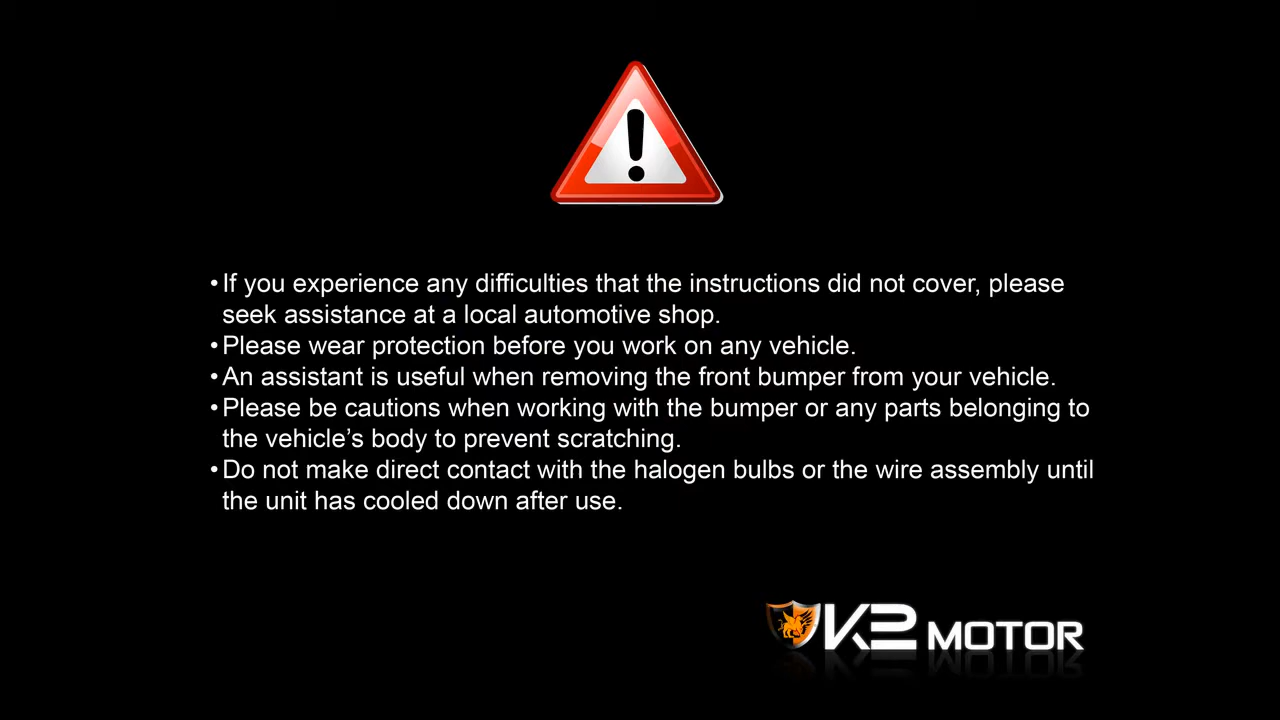 !
•If you experience any difficulties that the instructions did not cover, please
seek assistance at a local automotive shop.
•Please wear protection before you work on any vehicle.
•An assistant is useful when removing the front bumper from your vehicle.
•Please be cautions when working with the bumper or any parts belonging to
the vehicle’s body to prevent scratching.
•Do not make direct contact with the halogen bulbs or the wire assembly until
the unit has cooled down after use.
K2 MOTOR